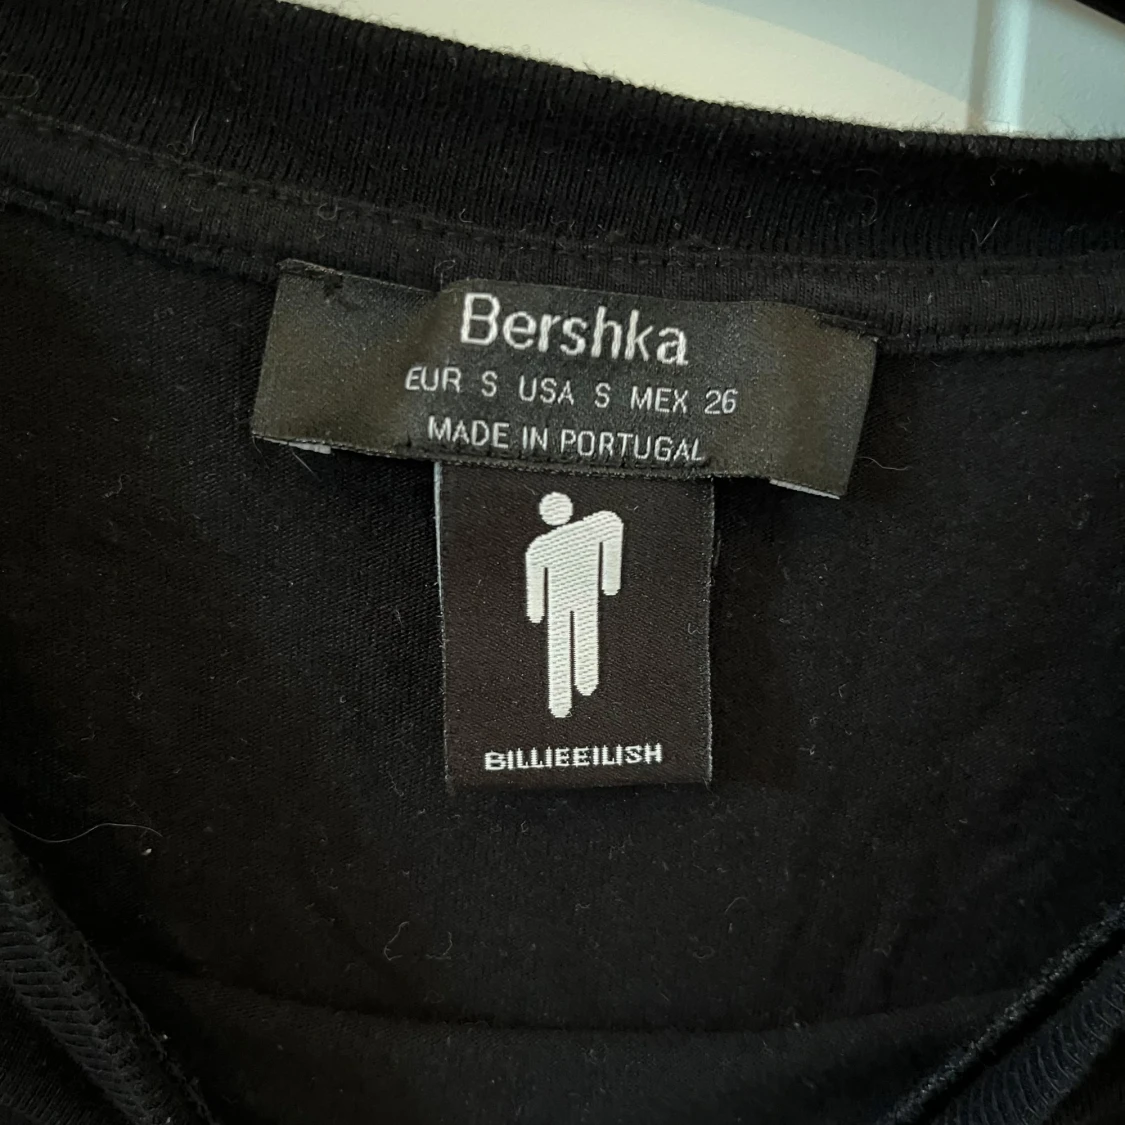 Bershka
EUR S USA S MEX 26
MADE IN PORTUGAL
BILLIEEILISH